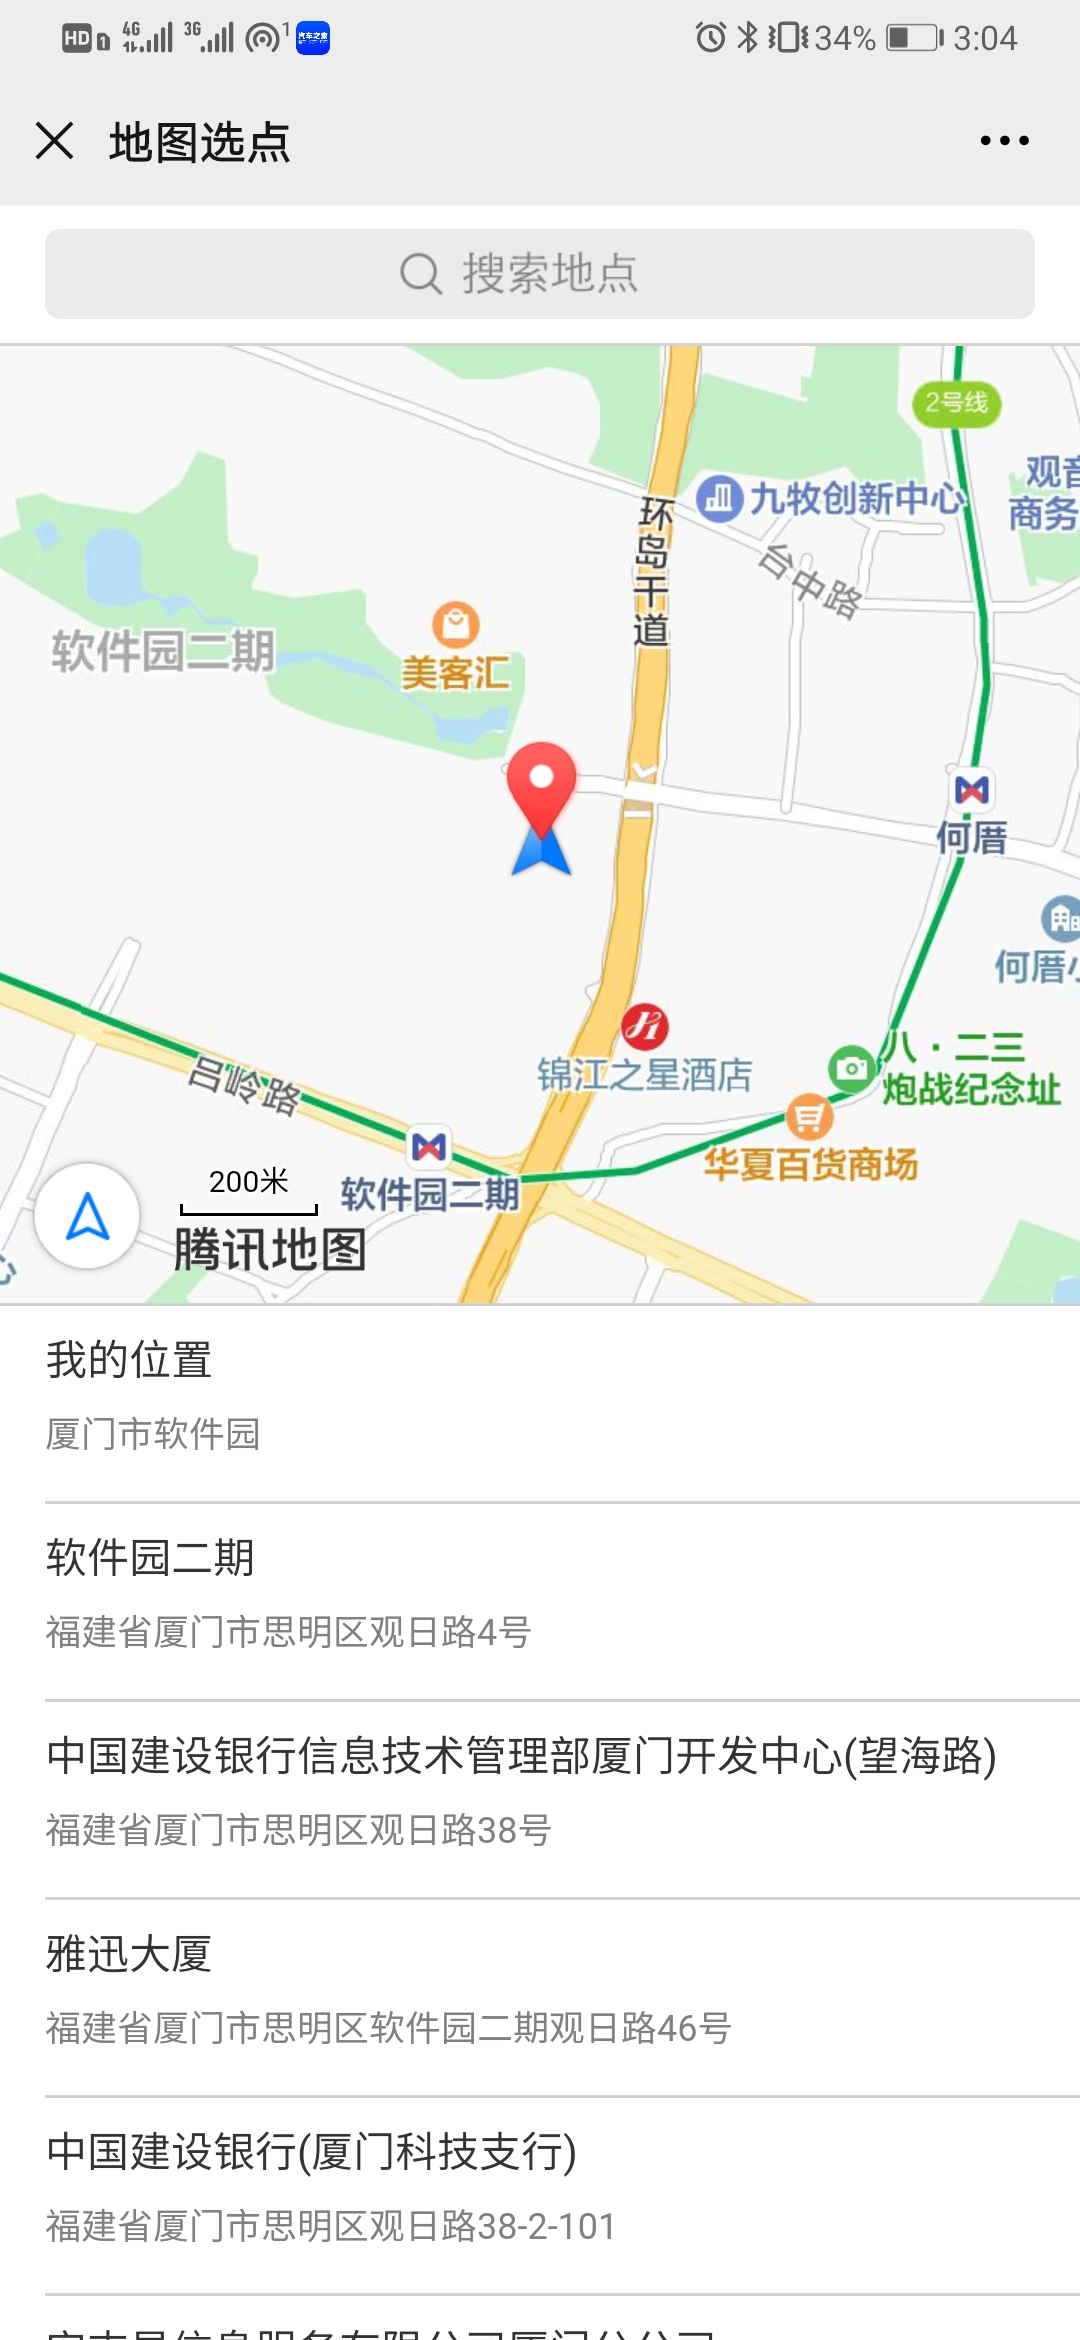 HD 1 4G 3G 1 汽车之家 34% 3:04
地图选点
搜索地点
2号线
观音
商务
九牧创新中心
环岛干道
台中路
软件园二期
美客汇
何厝
何厝小
锦江之星酒店
八·二三
炮战纪念址
吕岭路
华夏百货商场
软件园二期
200米
腾讯地图
心
我的位置
厦门市软件园
软件园二期
福建省厦门市思明区观日路4号
中国建设银行信息技术管理部厦门开发中心(望海路)
福建省厦门市思明区观日路38号
雅迅大厦
福建省厦门市思明区软件园二期观日路46号
中国建设银行(厦门科技支行)
福建省厦门市思明区观日路38-2-101